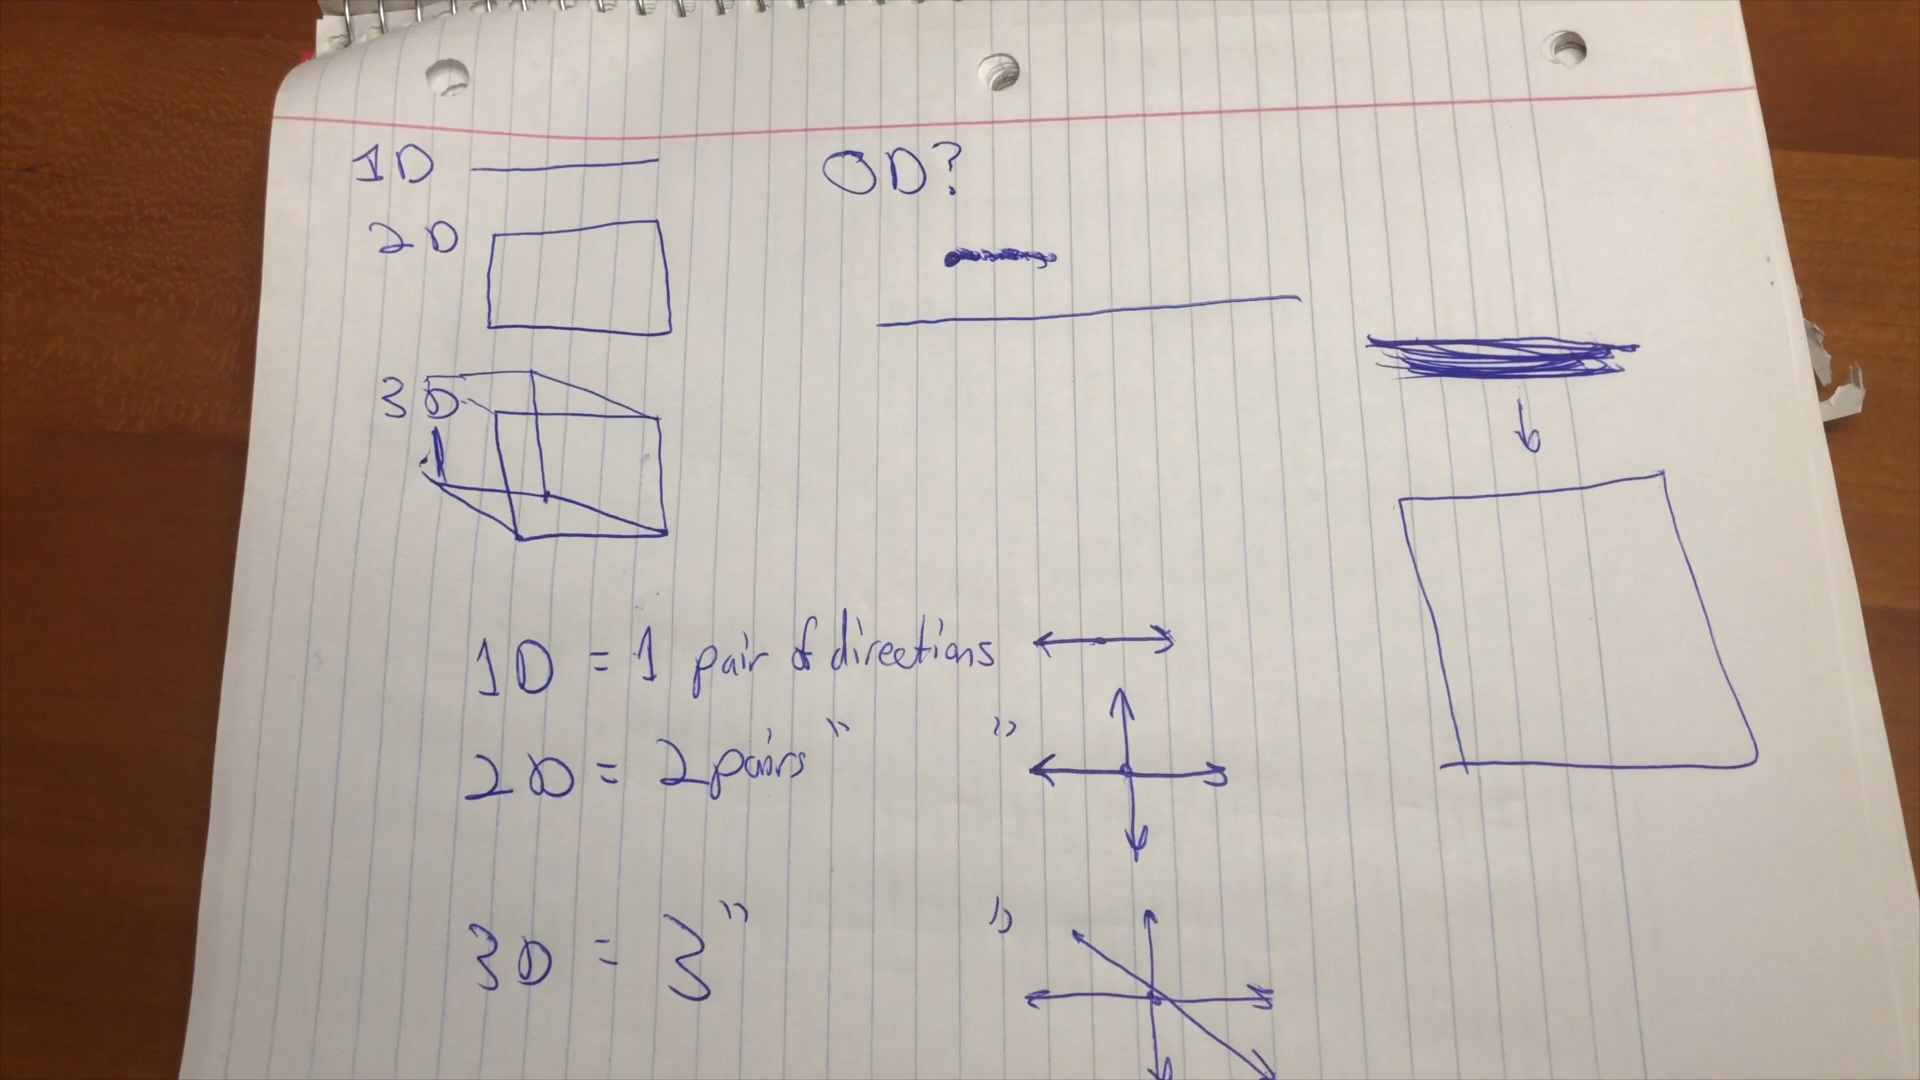 1D
0D?
2D
3D
1D = 1 pair of directions
2D = 2 pairs " "
3D = 3 " "